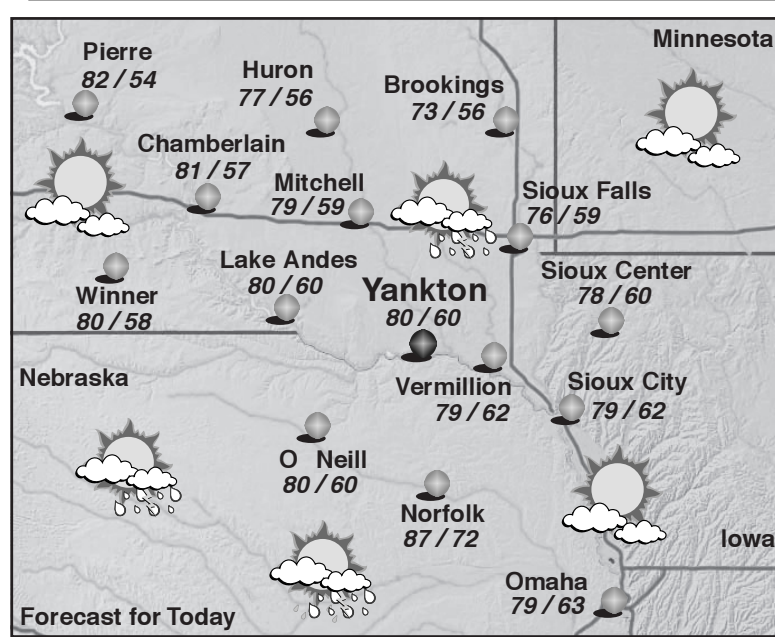 Minnesota
Pierre
82 / 54
Huron
77 / 56
Brookings
73 / 56
Chamberlain
81 / 57
Mitchell
79 / 59
Sioux Falls
76 / 59
Lake Andes
80 / 60
Yankton
80 / 60
Sioux Center
78 / 60
Winner
80 / 58
Nebraska
Vermillion
79 / 62
Sioux City
79 / 62
O Neill
80 / 60
Norfolk
87 / 72
Iowa
Omaha
79 / 63
Forecast for Today